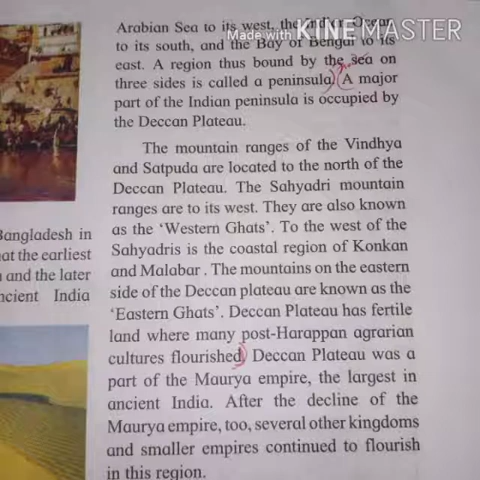 Arabian Sea to its west, the Indian Ocean
Made with KINEMASTER
to its south, and the Bay of Bengal to its
east. A region thus bound by the sea on
three sides is called a peninsula. A major
part of the Indian peninsula is occupied by
the Deccan Plateau.
The mountain ranges of the Vindhya
and Satpuda are located to the north of the
Deccan Plateau. The Sahyadri mountain
ranges are to its west. They are also known
as the ‘Western Ghats’. To the west of the
Sahyadris is the coastal region of Konkan
and Malabar . The mountains on the eastern
side of the Deccan plateau are known as the
‘Eastern Ghats’. Deccan Plateau has fertile
land where many post-Harappan agrarian
cultures flourished. Deccan Plateau was a
part of the Maurya empire, the largest in
ancient India. After the decline of the
Maurya empire, too, several other kingdoms
and smaller empires continued to flourish
in this region.
Bangladesh in
at the earliest
and the later
ncient India